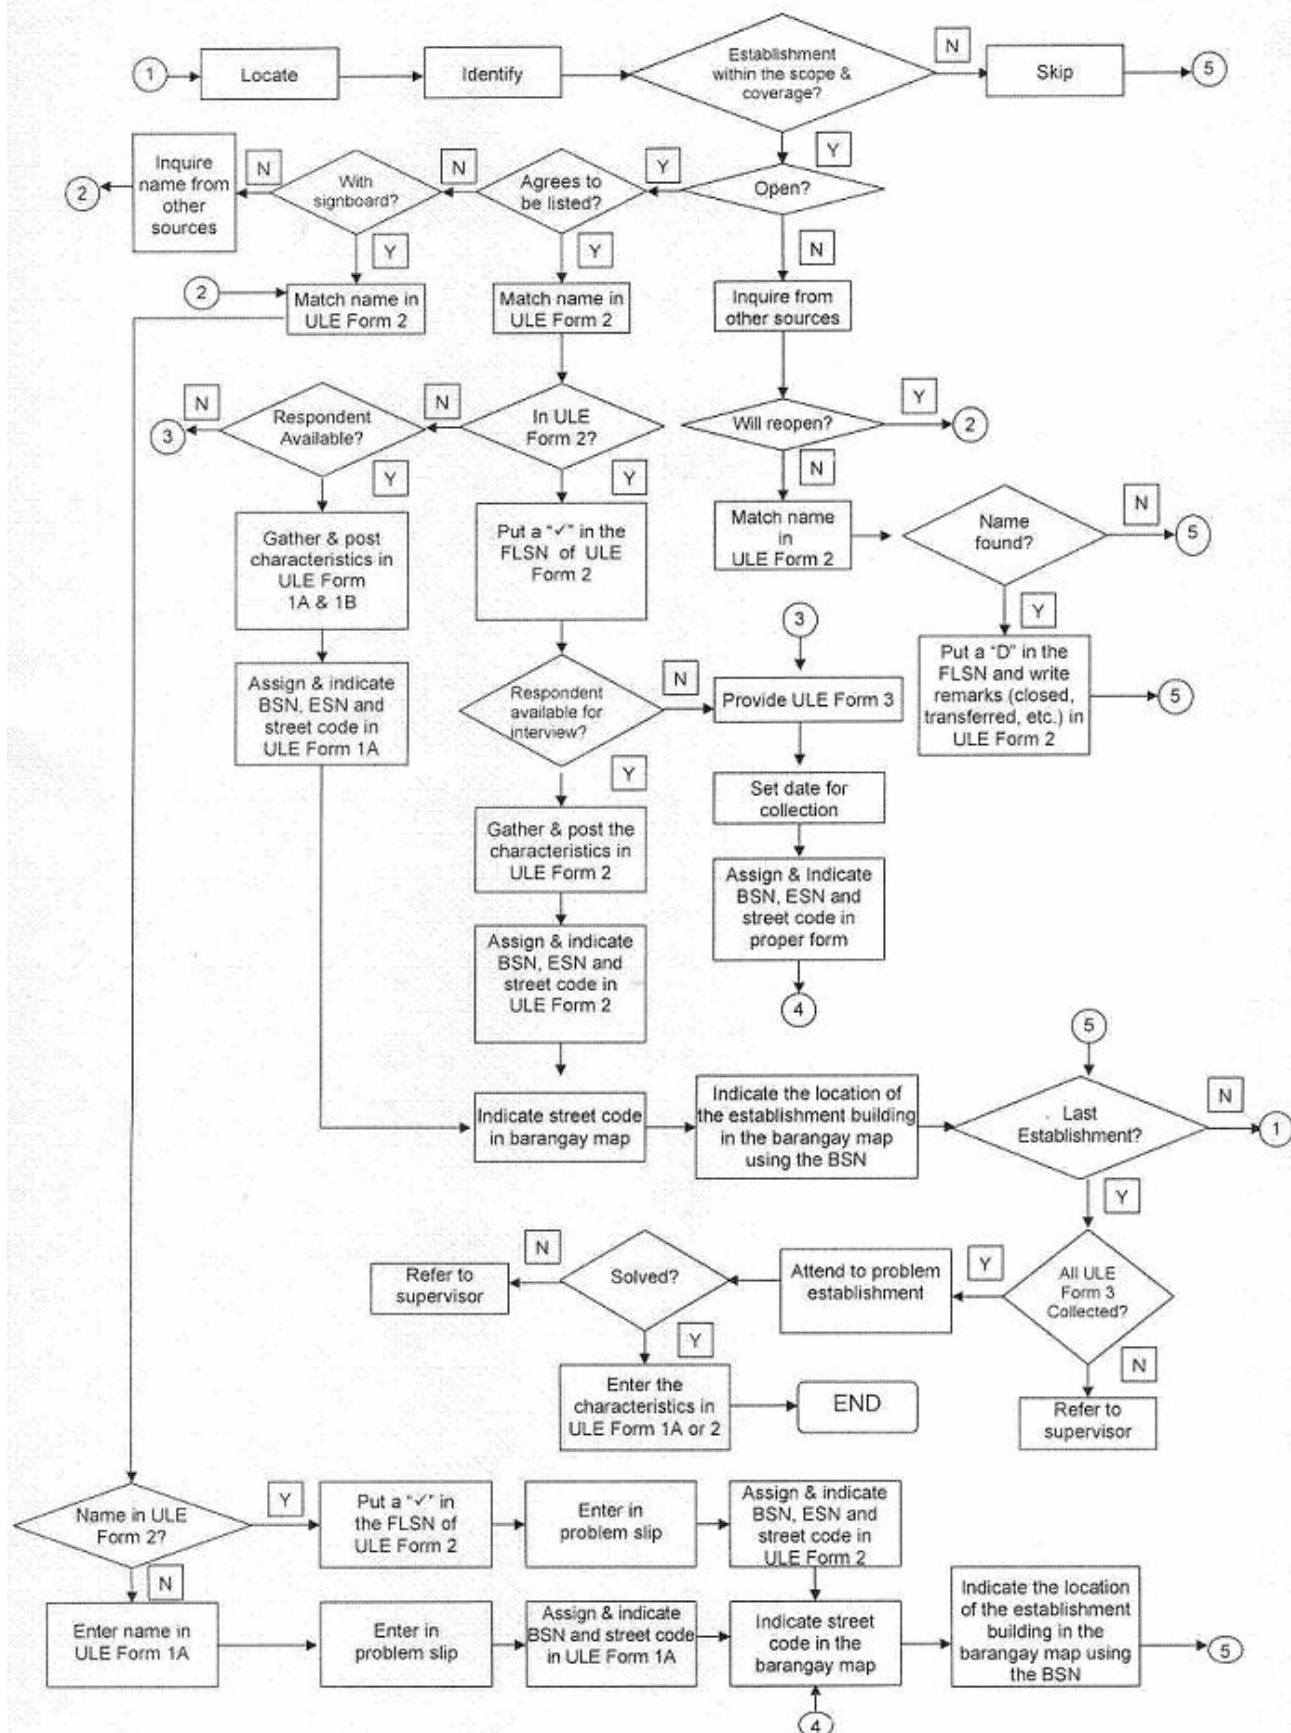 1
Locate
Identify
Establishment
within the scope &
coverage?
N
Skip
5
Y
Open?
Y
Agrees to
be listed?
N
With
signboard?
N
Inquire
name from
other
sources
2
Y
Y
N
2
Match name in
ULE Form 2
Match name in
ULE Form 2
Inquire from
other sources
N
Respondent
Available?
3
N
In ULE
Form 2?
Will reopen?
Y
2
Y
Y
N
Gather & post
characteristics in
ULE Form
1A & 1B
Put a "✓" in the
FLSN of ULE
Form 2
Match name
in
ULE Form 2
Name
found?
N
5
Y
Put a "D" in the
FLSN and write
remarks (closed,
transferred, etc.) in
ULE Form 2
5
Assign & indicate
BSN, ESN and
street code in
ULE Form 1A
Respondent
available for
interview?
N
3
Provide ULE Form 3
Y
Set date for
collection
Gather & post the
characteristics in
ULE Form 2
Assign & Indicate
BSN, ESN and
street code in
proper form
4
Assign & indicate
BSN, ESN and
street code in
ULE Form 2
Indicate street code
in barangay map
Indicate the location of
the establishment building
in the barangay map
using the BSN
5
Last
Establishment?
N
1
Y
All ULE
Form 3
Collected?
Y
Attend to problem
establishment
Solved?
N
Refer to
supervisor
Y
N
Enter the
characteristics in
ULE Form 1A or 2
END
Refer to
supervisor
Name in ULE
Form 2?
Y
Put a "✓" in
the FLSN of
ULE Form 2
Enter in
problem slip
Assign & indicate
BSN, ESN and
street code in
ULE Form 2
N
Enter name in
ULE Form 1A
Enter in
problem slip
Assign & indicate
BSN and street code
in ULE Form 1A
Indicate street
code in the
barangay map
Indicate the location
of the establishment
building in the
barangay map using
the BSN
5
4